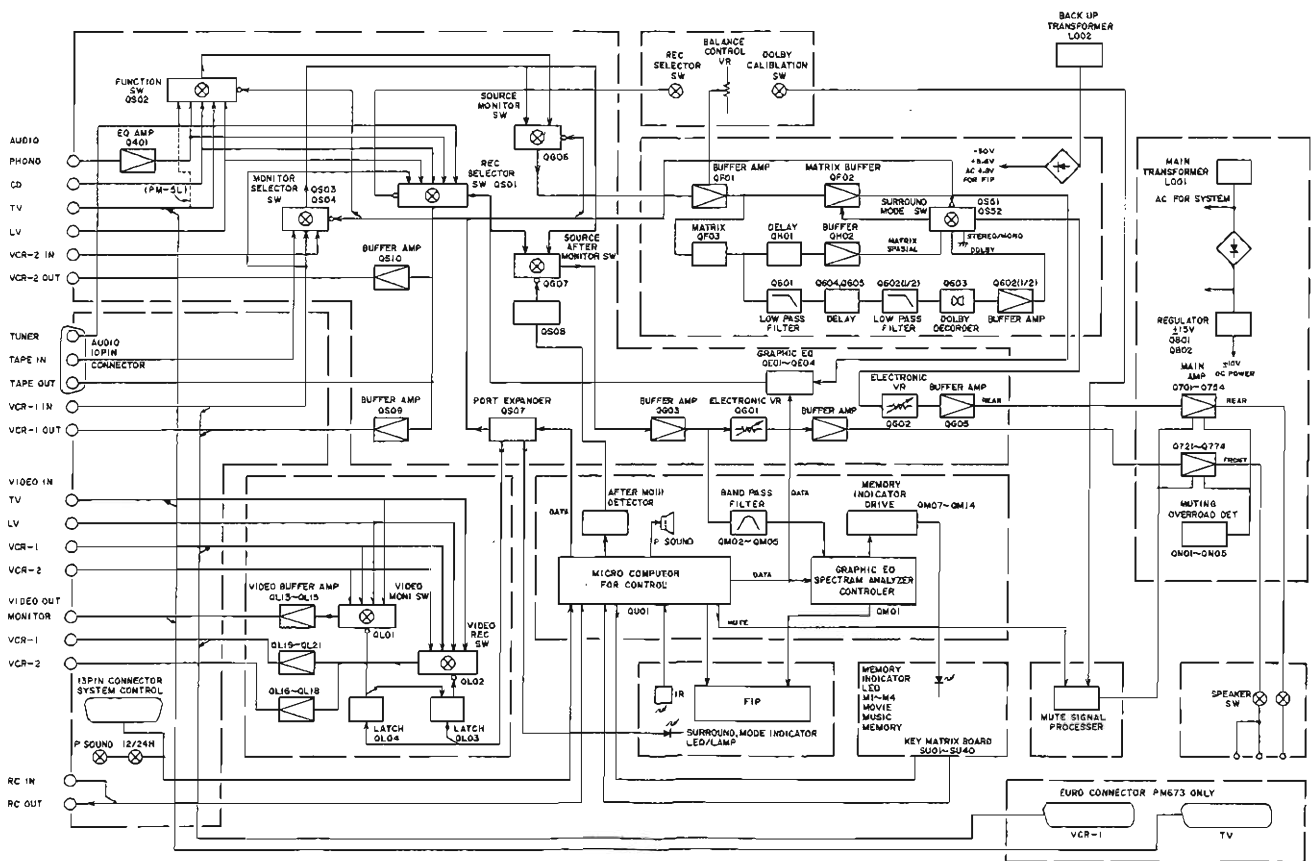 BACK UP
TRANSFORMER
L002
REC
SELECTOR
SW
BALANCE
CONTROL
VR
DOLBY
CALIBLATION
SW
FUNCTION
SW
QS02
SOURCE
MONITOR
SW
QG06
AUDIO
EQ AMP
Q401
PHONO
CD
(PM-5L)
TV
LV
VCR-2 IN
VCR-2 OUT
MONITOR
SELECTOR
SW
QS03
QS04
REC
SELECTOR
SW QS01
BUFFER AMP
QS10
SOURCE
AFTER
MONITOR SW
QG07
QS08
BUFFER AMP
QF01
MATRIX BUFFER
QF02
-30V
+5.6V
AC 4.8V
FOR FIP
SURROUND
MODE SW
QS51
QS52
STEREO/MONO
DOLBY
MATRIX
QF03
DELAY
QH01
BUFFER
QH02
MATRIX
SPASIAL
Q601
LOW PASS
FILTER
Q604,Q605
DELAY
Q602(1/2)
LOW PASS
FILTER
Q603
DOLBY
DECORDER
Q602(1/2)
BUFFER AMP
MAIN
TRANSFORMER
L001
AC FOR SYSTEM
REGULATOR
±15V
Q801
Q802
±10V
DC POWER
MAIN
AMP
Q701~Q754
REAR
Q721~Q774
FRONT
MUTING
OVERROAD DET
QN01~QN05
TUNER
TAPE IN
TAPE OUT
AUDIO
10PIN
CONNECTOR
VCR-1 IN
VCR-1 OUT
BUFFER AMP
QS09
PORT EXPANDER
QS07
GRAPHIC EQ
QE01~QE04
BUFFER AMP
QG03
ELECTRONIC VR
QG01
BUFFER AMP
ELECTRONIC
VR
QG02
BUFFER AMP
QG05
REAR
VIDEO IN
TV
LV
VCR-1
VCR-2
VIDEO OUT
MONITOR
VCR-1
VCR-2
VIDEO BUFFER AMP
QL13~QL15
VIDEO
MONI SW
QL01
QL19~QL21
VIDEO
REC
SW
QL02
QL16~QL18
LATCH
QL04
LATCH
QL03
DATA
AFTER MONI
DETECTOR
P SOUND
BAND PASS
FILTER
QM02~QM05
DATA
MEMORY
INDICATOR
DRIVE
QM07~QM14
MICRO COMPUTOR
FOR CONTROL
QU01
DATA
GRAPHIC EQ
SPECTRAM ANALYZER
CONTROLER
QM01
MUTE
13PIN CONNECTOR
SYSTEM CONTROL
P SOUND
12/24H
RC IN
RC OUT
IR
FIP
SURROUND,MODE INDICATOR
LED/LAMP
MEMORY
INDICATOR
LED
M1~M4
MOVIE
MUSIC
MEMORY
KEY MATRIX BOARD
SU01~SU40
MUTE SIGNAL
PROCESSER
SPEAKER
SW
EURO CONNECTOR PM673 ONLY
VCR-1
TV